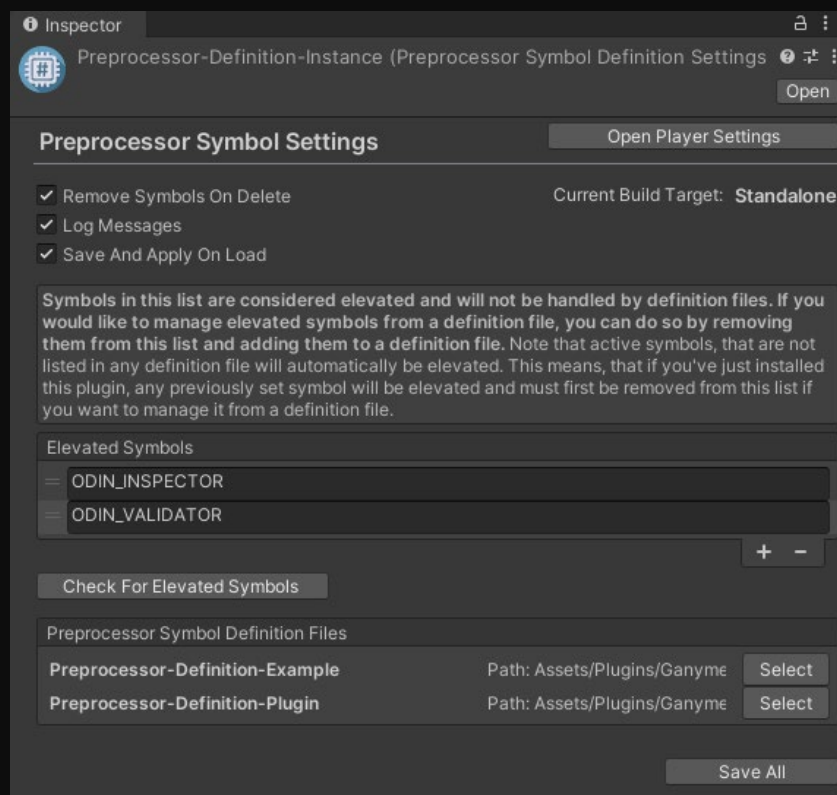 Inspector
Preprocessor-Definition-Instance (Preprocessor Symbol Definition Settings
Open
Preprocessor Symbol Settings
Open Player Settings
Remove Symbols On Delete
Current Build Target: Standalone
Log Messages
Save And Apply On Load
Symbols in this list are considered elevated and will not be handled by definition files. If you
would like to manage elevated symbols from a definition file, you can do so by removing
them from this list and adding them to a definition file. Note that active symbols, that are not
listed in any definition file will automatically be elevated. This means, that if you've just installed
this plugin, any previously set symbol will be elevated and must first be removed from this list if
you want to manage it from a definition file.
Elevated Symbols
ODIN_INSPECTOR
ODIN_VALIDATOR
Check For Elevated Symbols
Preprocessor Symbol Definition Files
Preprocessor-Definition-Example Path: Assets/Plugins/Ganyme Select
Preprocessor-Definition-Plugin Path: Assets/Plugins/Ganyme Select
Save All